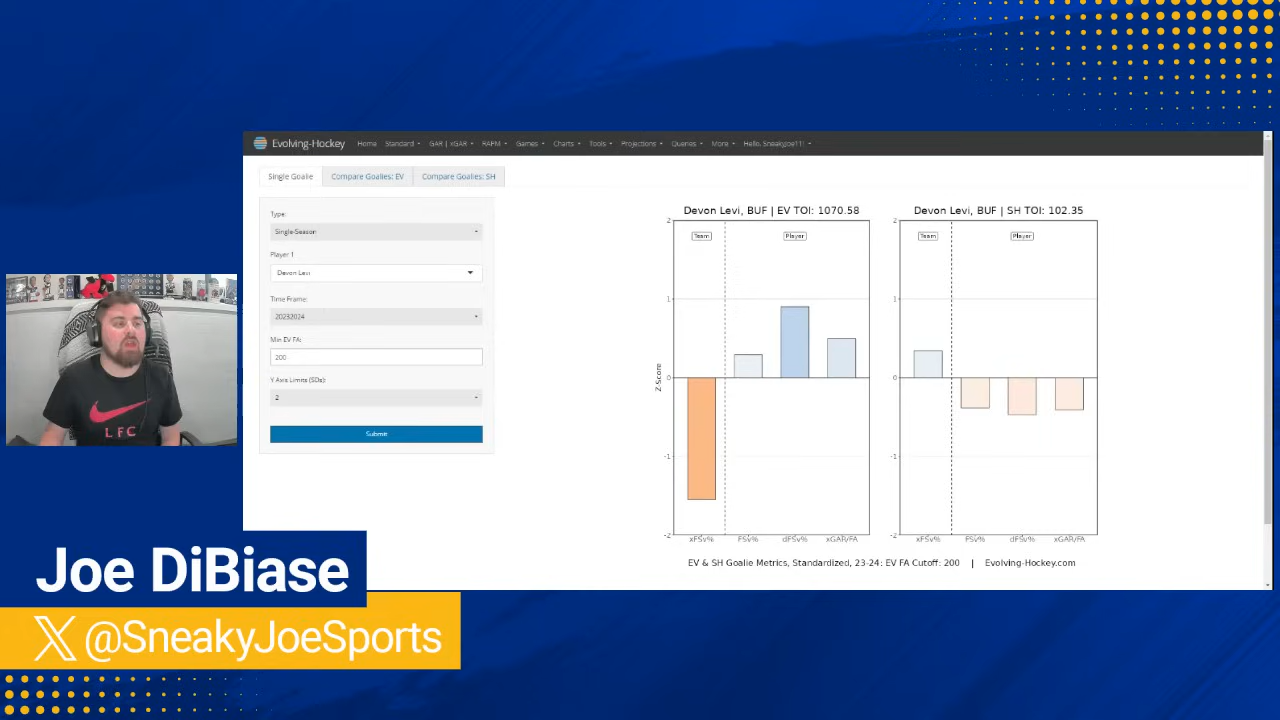 Evolving-Hockey Home Standard GAR | xGAR RAPM Games Charts Tools Projections Queries More Hello, SneakyJoe11!
Single Goalie Compare Goalies: EV Compare Goalies: SH
Type:
Single-Season
Player 1
Devon Levi
Time Frame:
20232024
Min EV FA:
200
Y Axis Limits (SDs):
2
Submit
Devon Levi, BUF | EV TOI: 1070.58
Team Player
2
1
0
-1
-2
Z-Score
xFSv% FSv% dFSv% xGAR/FA
Devon Levi, BUF | SH TOI: 102.35
Team Player
2
1
0
-1
-2
xFSv% FSv% dFSv% xGAR/FA
EV & SH Goalie Metrics, Standardized, 23-24: EV FA Cutoff: 200 | Evolving-Hockey.com
LFC
Joe DiBiase
X @SneakyJoeSports